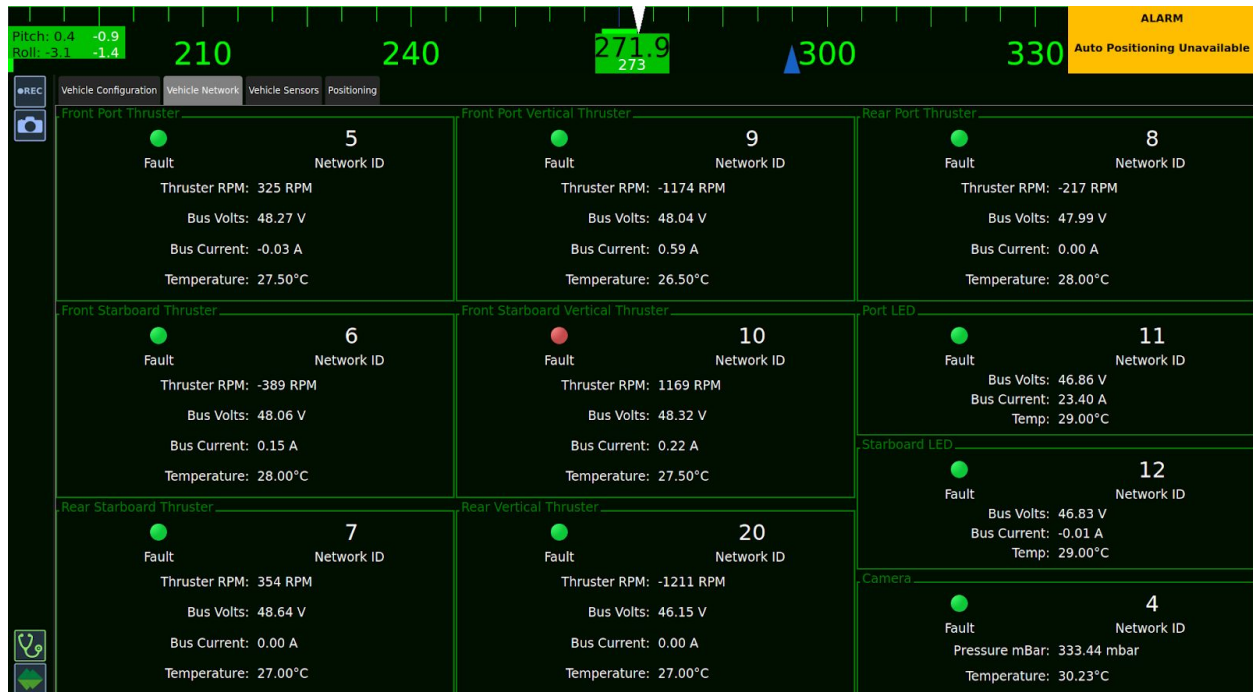 Pitch: 0.4 -0.9
Roll: -3.1 -1.4
210 240 271.9 300 330
273
ALARM
Auto Positioning Unavailable
●REC
Vehicle Configuration Vehicle Network Vehicle Sensors Positioning
Front Port Thruster
5
Fault Network ID
Thruster RPM: 325 RPM
Bus Volts: 48.27 V
Bus Current: -0.03 A
Temperature: 27.50°C
Front Port Vertical Thruster
9
Fault Network ID
Thruster RPM: -1174 RPM
Bus Volts: 48.04 V
Bus Current: 0.59 A
Temperature: 26.50°C
Rear Port Thruster
8
Fault Network ID
Thruster RPM: -217 RPM
Bus Volts: 47.99 V
Bus Current: 0.00 A
Temperature: 28.00°C
Front Starboard Thruster
6
Fault Network ID
Thruster RPM: -389 RPM
Bus Volts: 48.06 V
Bus Current: 0.15 A
Temperature: 28.00°C
Front Starboard Vertical Thruster
10
Fault Network ID
Thruster RPM: 1169 RPM
Bus Volts: 48.32 V
Bus Current: 0.22 A
Temperature: 27.50°C
Port LED
11
Fault Network ID
Bus Volts: 46.86 V
Bus Current: 23.40 A
Temp: 29.00°C
Starboard LED
12
Fault Network ID
Bus Volts: 46.83 V
Bus Current: -0.01 A
Temp: 29.00°C
Rear Starboard Thruster
7
Fault Network ID
Thruster RPM: 354 RPM
Bus Volts: 48.64 V
Bus Current: 0.00 A
Temperature: 27.00°C
Rear Vertical Thruster
20
Fault Network ID
Thruster RPM: -1211 RPM
Bus Volts: 46.15 V
Bus Current: 0.00 A
Temperature: 27.00°C
Camera
4
Fault Network ID
Pressure mBar: 333.44 mbar
Temperature: 30.23°C